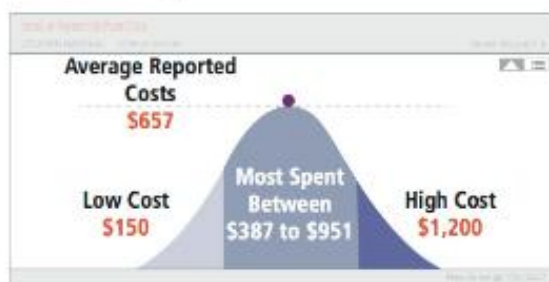 Average Reported
Costs
$657
Low Cost
$150
Most Spent
Between
$387 to $951
High Cost
$1,200